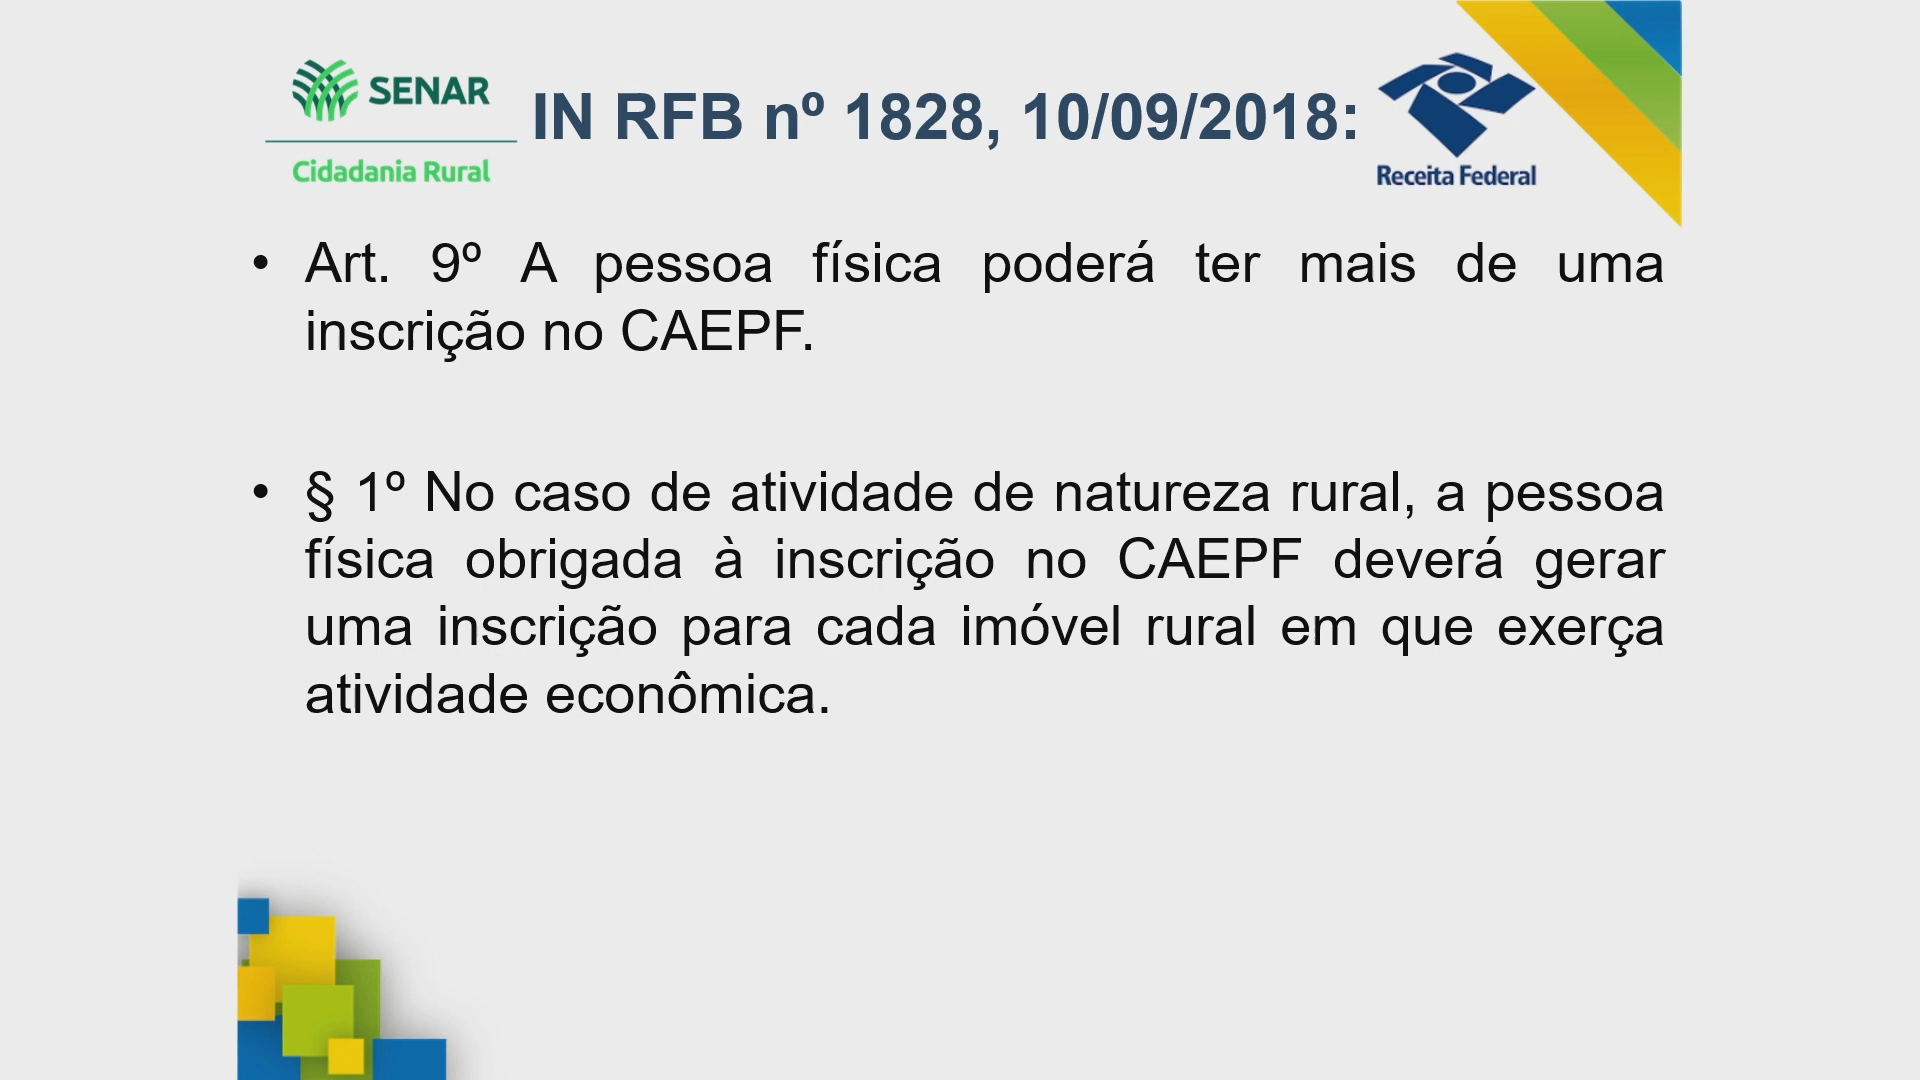 SENAR
Cidadania Rural
IN RFB nº 1828, 10/09/2018:
Receita Federal
• Art. 9º A pessoa física poderá ter mais de uma
inscrição no CAEPF.
• § 1º No caso de atividade de natureza rural, a pessoa
física obrigada à inscrição no CAEPF deverá gerar
uma inscrição para cada imóvel rural em que exerça
atividade econômica.